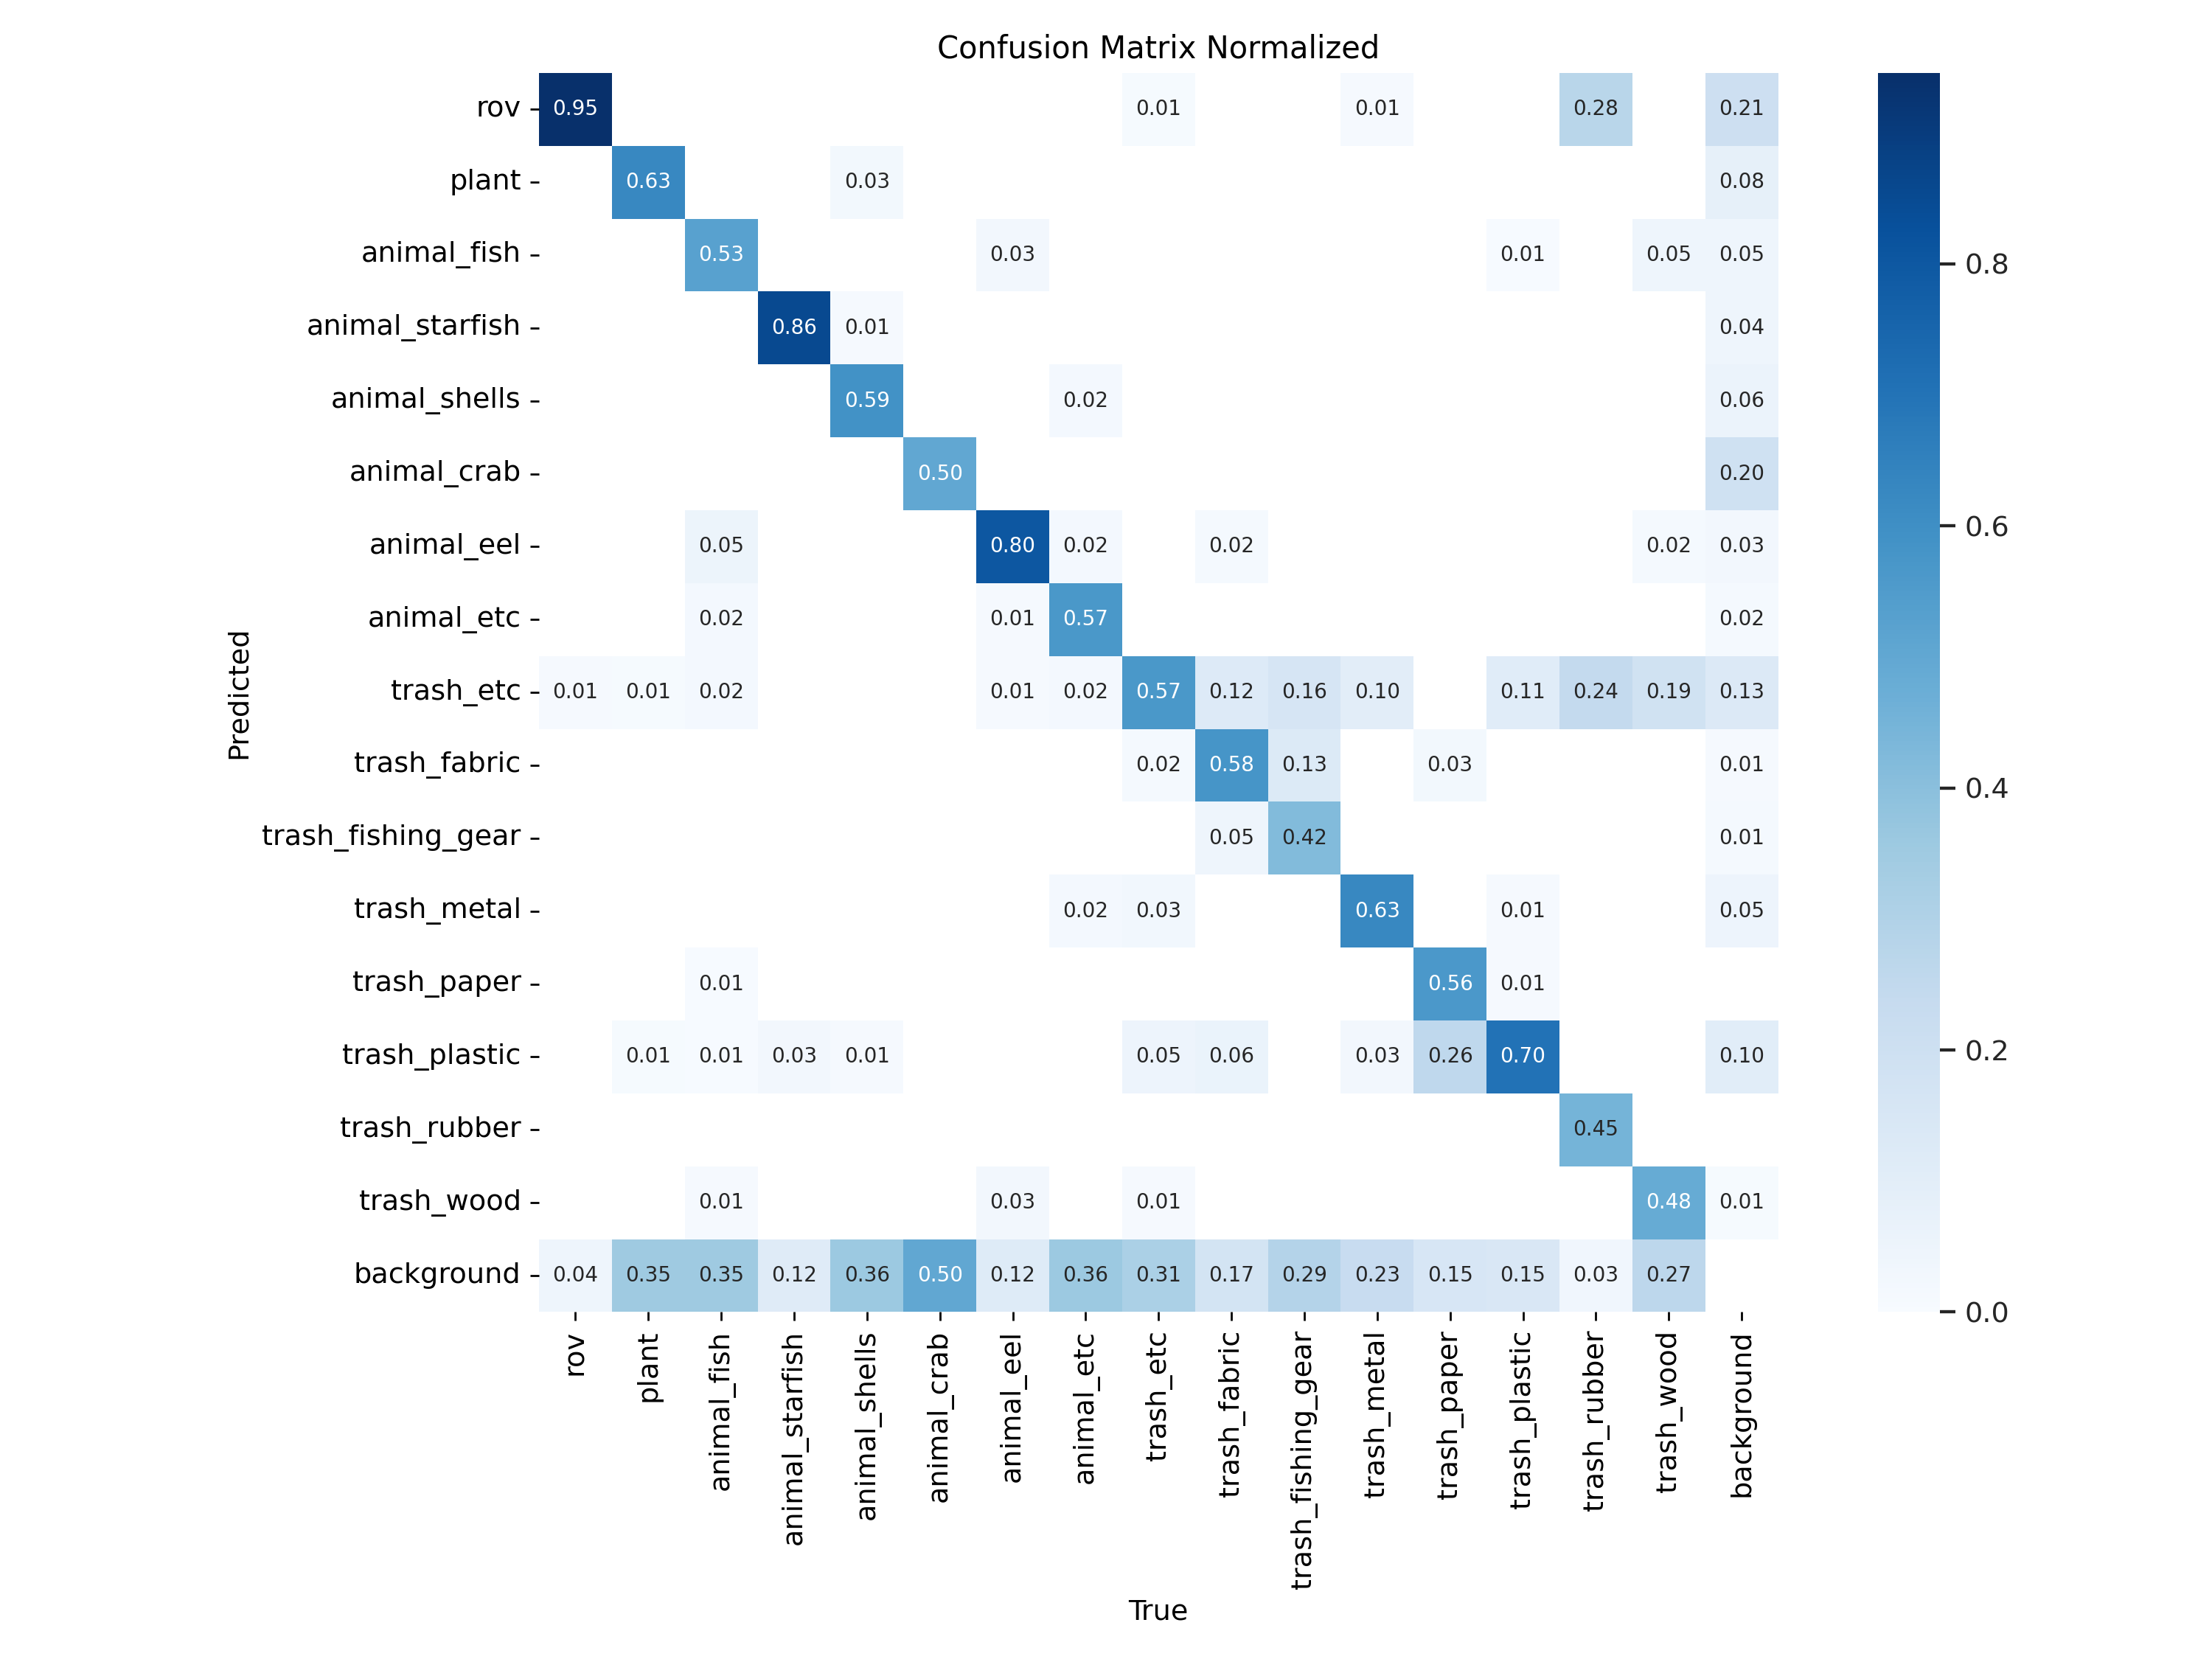 Confusion Matrix Normalized
rov 0.95 0.01 0.01 0.28 0.21
plant 0.63 0.03 0.08
animal_fish 0.53 0.03 0.01 0.05 0.05
animal_starfish 0.86 0.01 0.04
animal_shells 0.59 0.02 0.06
animal_crab 0.50 0.20
animal_eel 0.05 0.80 0.02 0.02 0.02 0.03
animal_etc 0.02 0.01 0.57 0.02
trash_etc 0.01 0.01 0.02 0.01 0.02 0.57 0.12 0.16 0.10 0.11 0.24 0.19 0.13
trash_fabric 0.02 0.58 0.13 0.03 0.01
trash_fishing_gear 0.05 0.42 0.01
trash_metal 0.02 0.03 0.63 0.01 0.05
trash_paper 0.01 0.56 0.01
trash_plastic 0.01 0.01 0.03 0.01 0.05 0.06 0.03 0.26 0.70 0.10
trash_rubber 0.45
trash_wood 0.01 0.03 0.01 0.48 0.01
background 0.04 0.35 0.35 0.12 0.36 0.50 0.12 0.36 0.31 0.17 0.29 0.23 0.15 0.15 0.03 0.27
Predicted
rov
plant
animal_fish
animal_starfish
animal_shells
animal_crab
animal_eel
animal_etc
trash_etc
trash_fabric
trash_fishing_gear
trash_metal
trash_paper
trash_plastic
trash_rubber
trash_wood
background
True
0.8
0.6
0.4
0.2
0.0